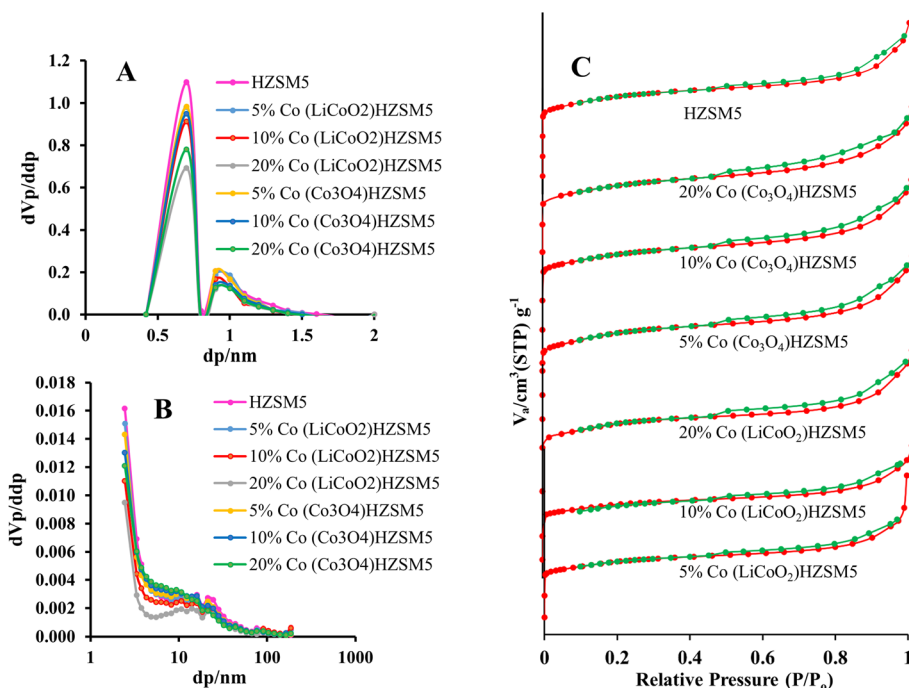 A
dVp/ddp
1.2
1.0
0.8
0.6
0.4
0.2
0.0
0
0.5
1
1.5
2
dp/nm
HZSM5
5% Co (LiCoO2)HZSM5
10% Co (LiCoO2)HZSM5
20% Co (LiCoO2)HZSM5
5% Co (Co3O4)HZSM5
10% Co (Co3O4)HZSM5
20% Co (Co3O4)HZSM5
B
dVp/ddp
0.018
0.016
0.014
0.012
0.010
0.008
0.006
0.004
0.002
0.000
1
10
100
1000
dp/nm
HZSM5
5% Co (LiCoO2)HZSM5
10% Co (LiCoO2)HZSM5
20% Co (LiCoO2)HZSM5
5% Co (Co3O4)HZSM5
10% Co (Co3O4)HZSM5
20% Co (Co3O4)HZSM5
C
Vₐ/cm³(STP) g⁻¹
HZSM5
20% Co (Co₃O₄)HZSM5
10% Co (Co₃O₄)HZSM5
5% Co (Co₃O₄)HZSM5
20% Co (LiCoO₂)HZSM5
10% Co (LiCoO₂)HZSM5
5% Co (LiCoO₂)HZSM5
0
0.2
0.4
0.6
0.8
1
Relative Pressure (P/P₀)